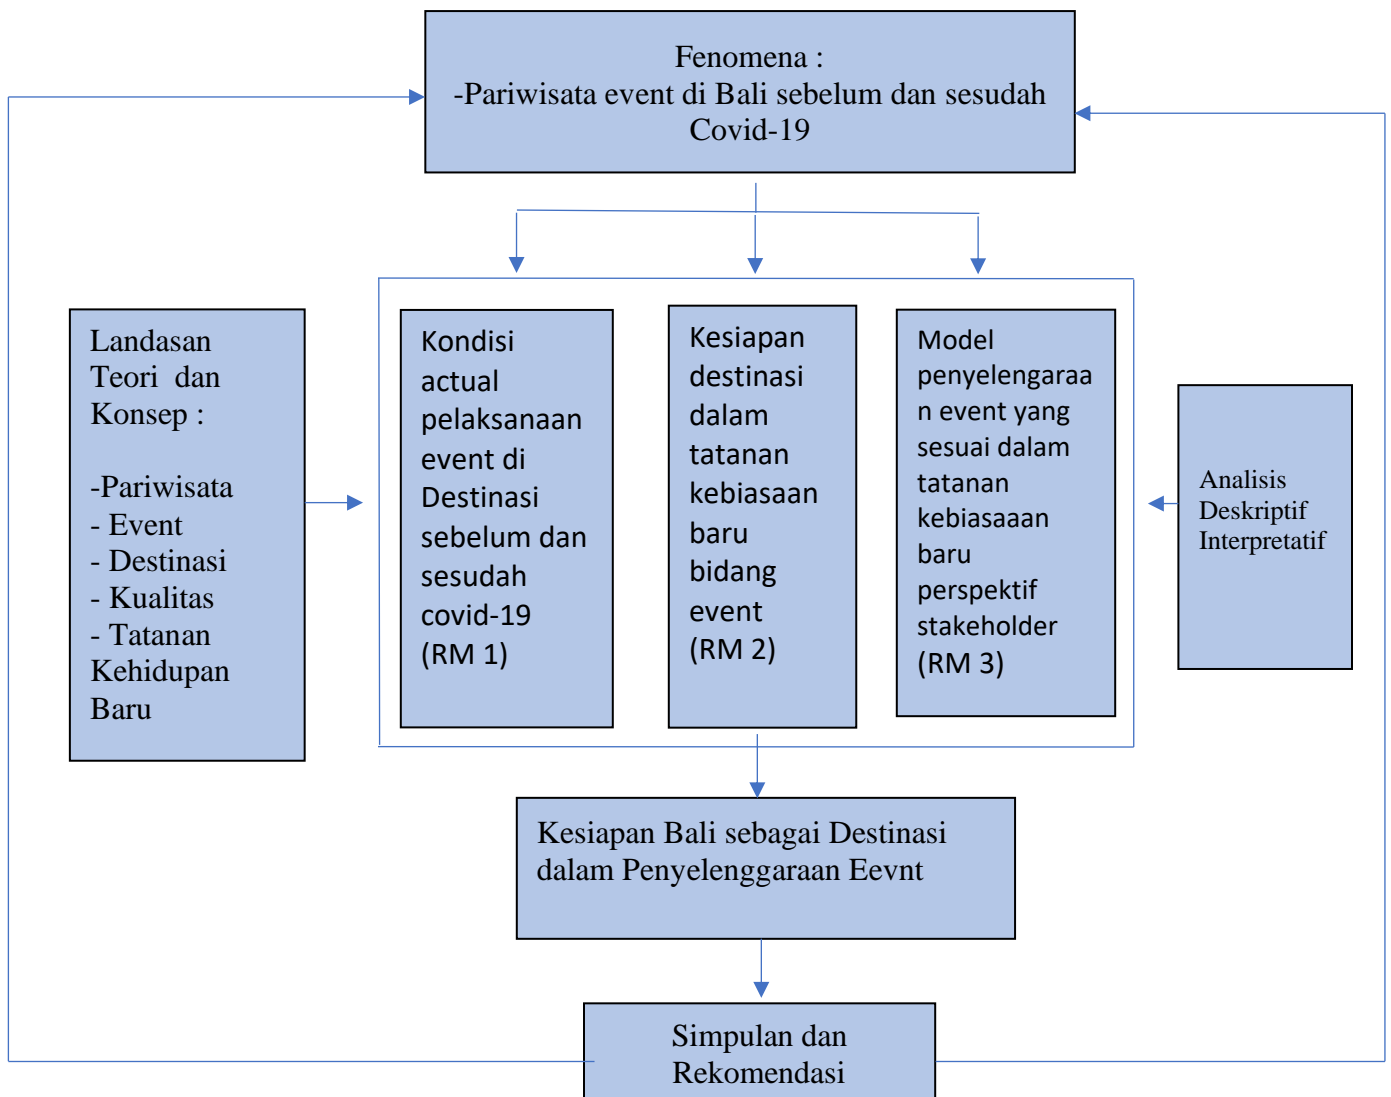 Fenomena :
-Pariwisata event di Bali sebelum dan sesudah
Covid-19
Landasan
Teori dan
Konsep :
-Pariwisata
- Event
- Destinasi
- Kualitas
- Tatanan
Kehidupan
Baru
Kondisi
actual
pelaksanaan
event di
Destinasi
sebelum dan
sesudah
covid-19
(RM 1)
Kesiapan
destinasi
dalam
tatanan
kebiasaan
baru
bidang
event
(RM 2)
Model
penyelengaraa
n event yang
sesuai dalam
tatanan
kebiasaaan
baru
perspektif
stakeholder
(RM 3)
Analisis
Deskriptif
Interpretatif
Kesiapan Bali sebagai Destinasi
dalam Penyelenggaraan Eevnt
Simpulan dan
Rekomendasi